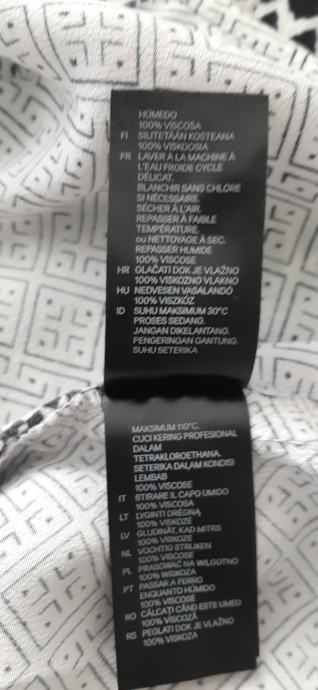 HÚMEDO
100% VISCOSA
FI SILITETÄÄN KOSTEANA
100% VISKOOSIA
FR LAVER À LA MACHINE À
L'EAU FROIDE CYCLE
DÉLICAT.
BLANCHIR SANS CHLORE
SI NÉCESSAIRE.
SÉCHER À L'AIR.
REPASSER À FAIBLE
TEMPÉRATURE.
ou NETTOYAGE À SEC.
REPASSER HUMIDE
100% VISCOSE
HR GLAČATI DOK JE VLAŽNO
100% VISKOZNO VLAKNO
HU NEDVESEN VASALANDÓ
100% VISZKÓZ
ID SUHU MAKSIMUM 30°C
PROSES SEDANG.
JANGAN DIKELANTANG.
PENGERINGAN GANTUNG.
SUHU SETERIKA
MAKSIMUM 110°C.
CUCI KERING PROFESIONAL
DALAM
TETRAKLOROETHANA.
SETERIKA DALAM KONDISI
LEMBAB
100% VISCOSE
IT STIRARE IL CAPO UMIDO
100% VISCOSA
LT LYGINTI DRĖGNĄ
100% VISKOZĖ
LV GLUDINĀT, KAD MITRS
100% VISKOZE
NL VOCHTIG STRIJKEN
100% VISCOSE
PL PRASOWAĆ NA WILGOTNO
100% WISKOZA
PT PASSAR A FERRO
ENQUANTO HÚMIDO
100% VISCOSE
RO CĂLCAȚI CÂND ESTE UMED
100% VISCOZĂ
RS PEGLATI DOK JE VLAŽNO
100% VISKOZA